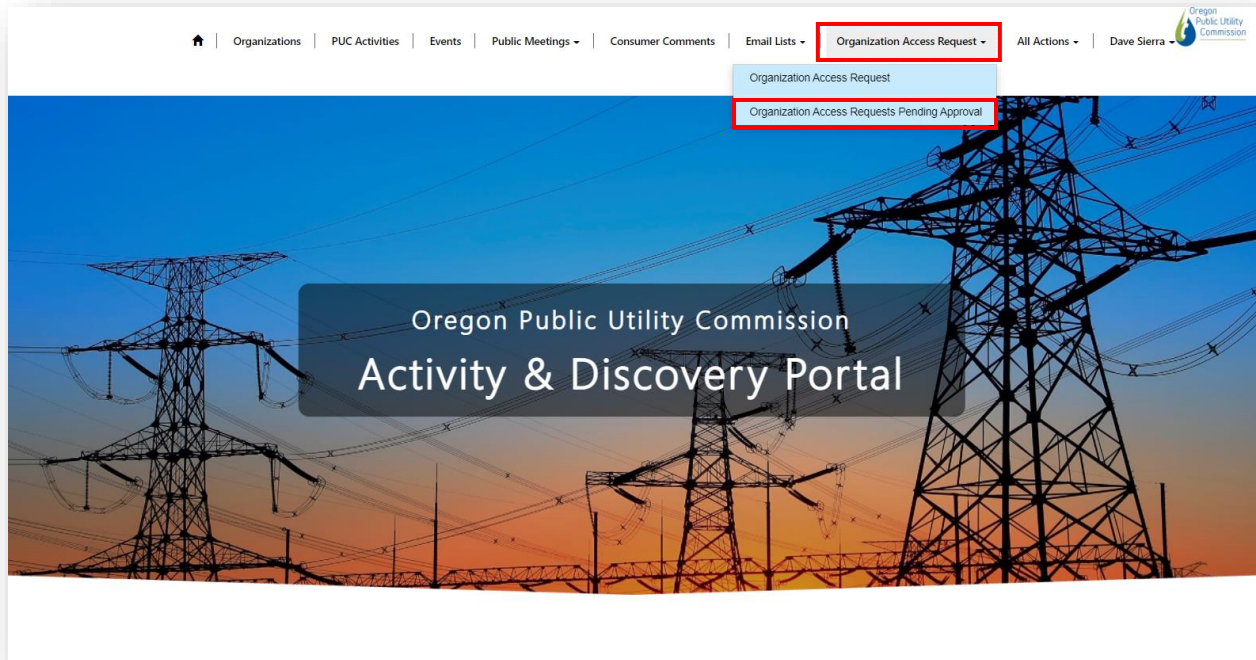 Organizations
PUC Activities
Events
Public Meetings
Consumer Comments
Email Lists
Organization Access Request
All Actions
Dave Sierra
Oregon
Public Utility
Commission
Organization Access Request
Organization Access Requests Pending Approval
Oregon Public Utility Commission
Activity & Discovery Portal